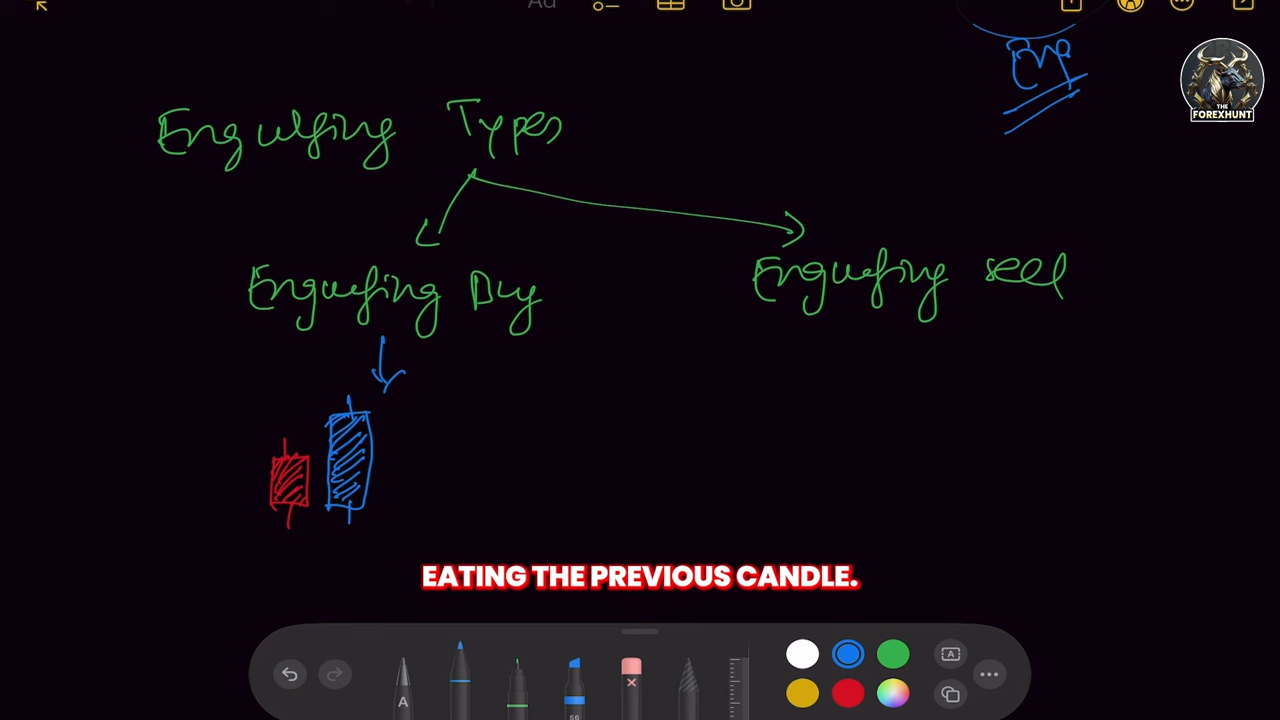 THE
FOREXHUNT
Engulfing Types
Engulfing Buy
Engulfing sell
EATING THE PREVIOUS CANDLE.